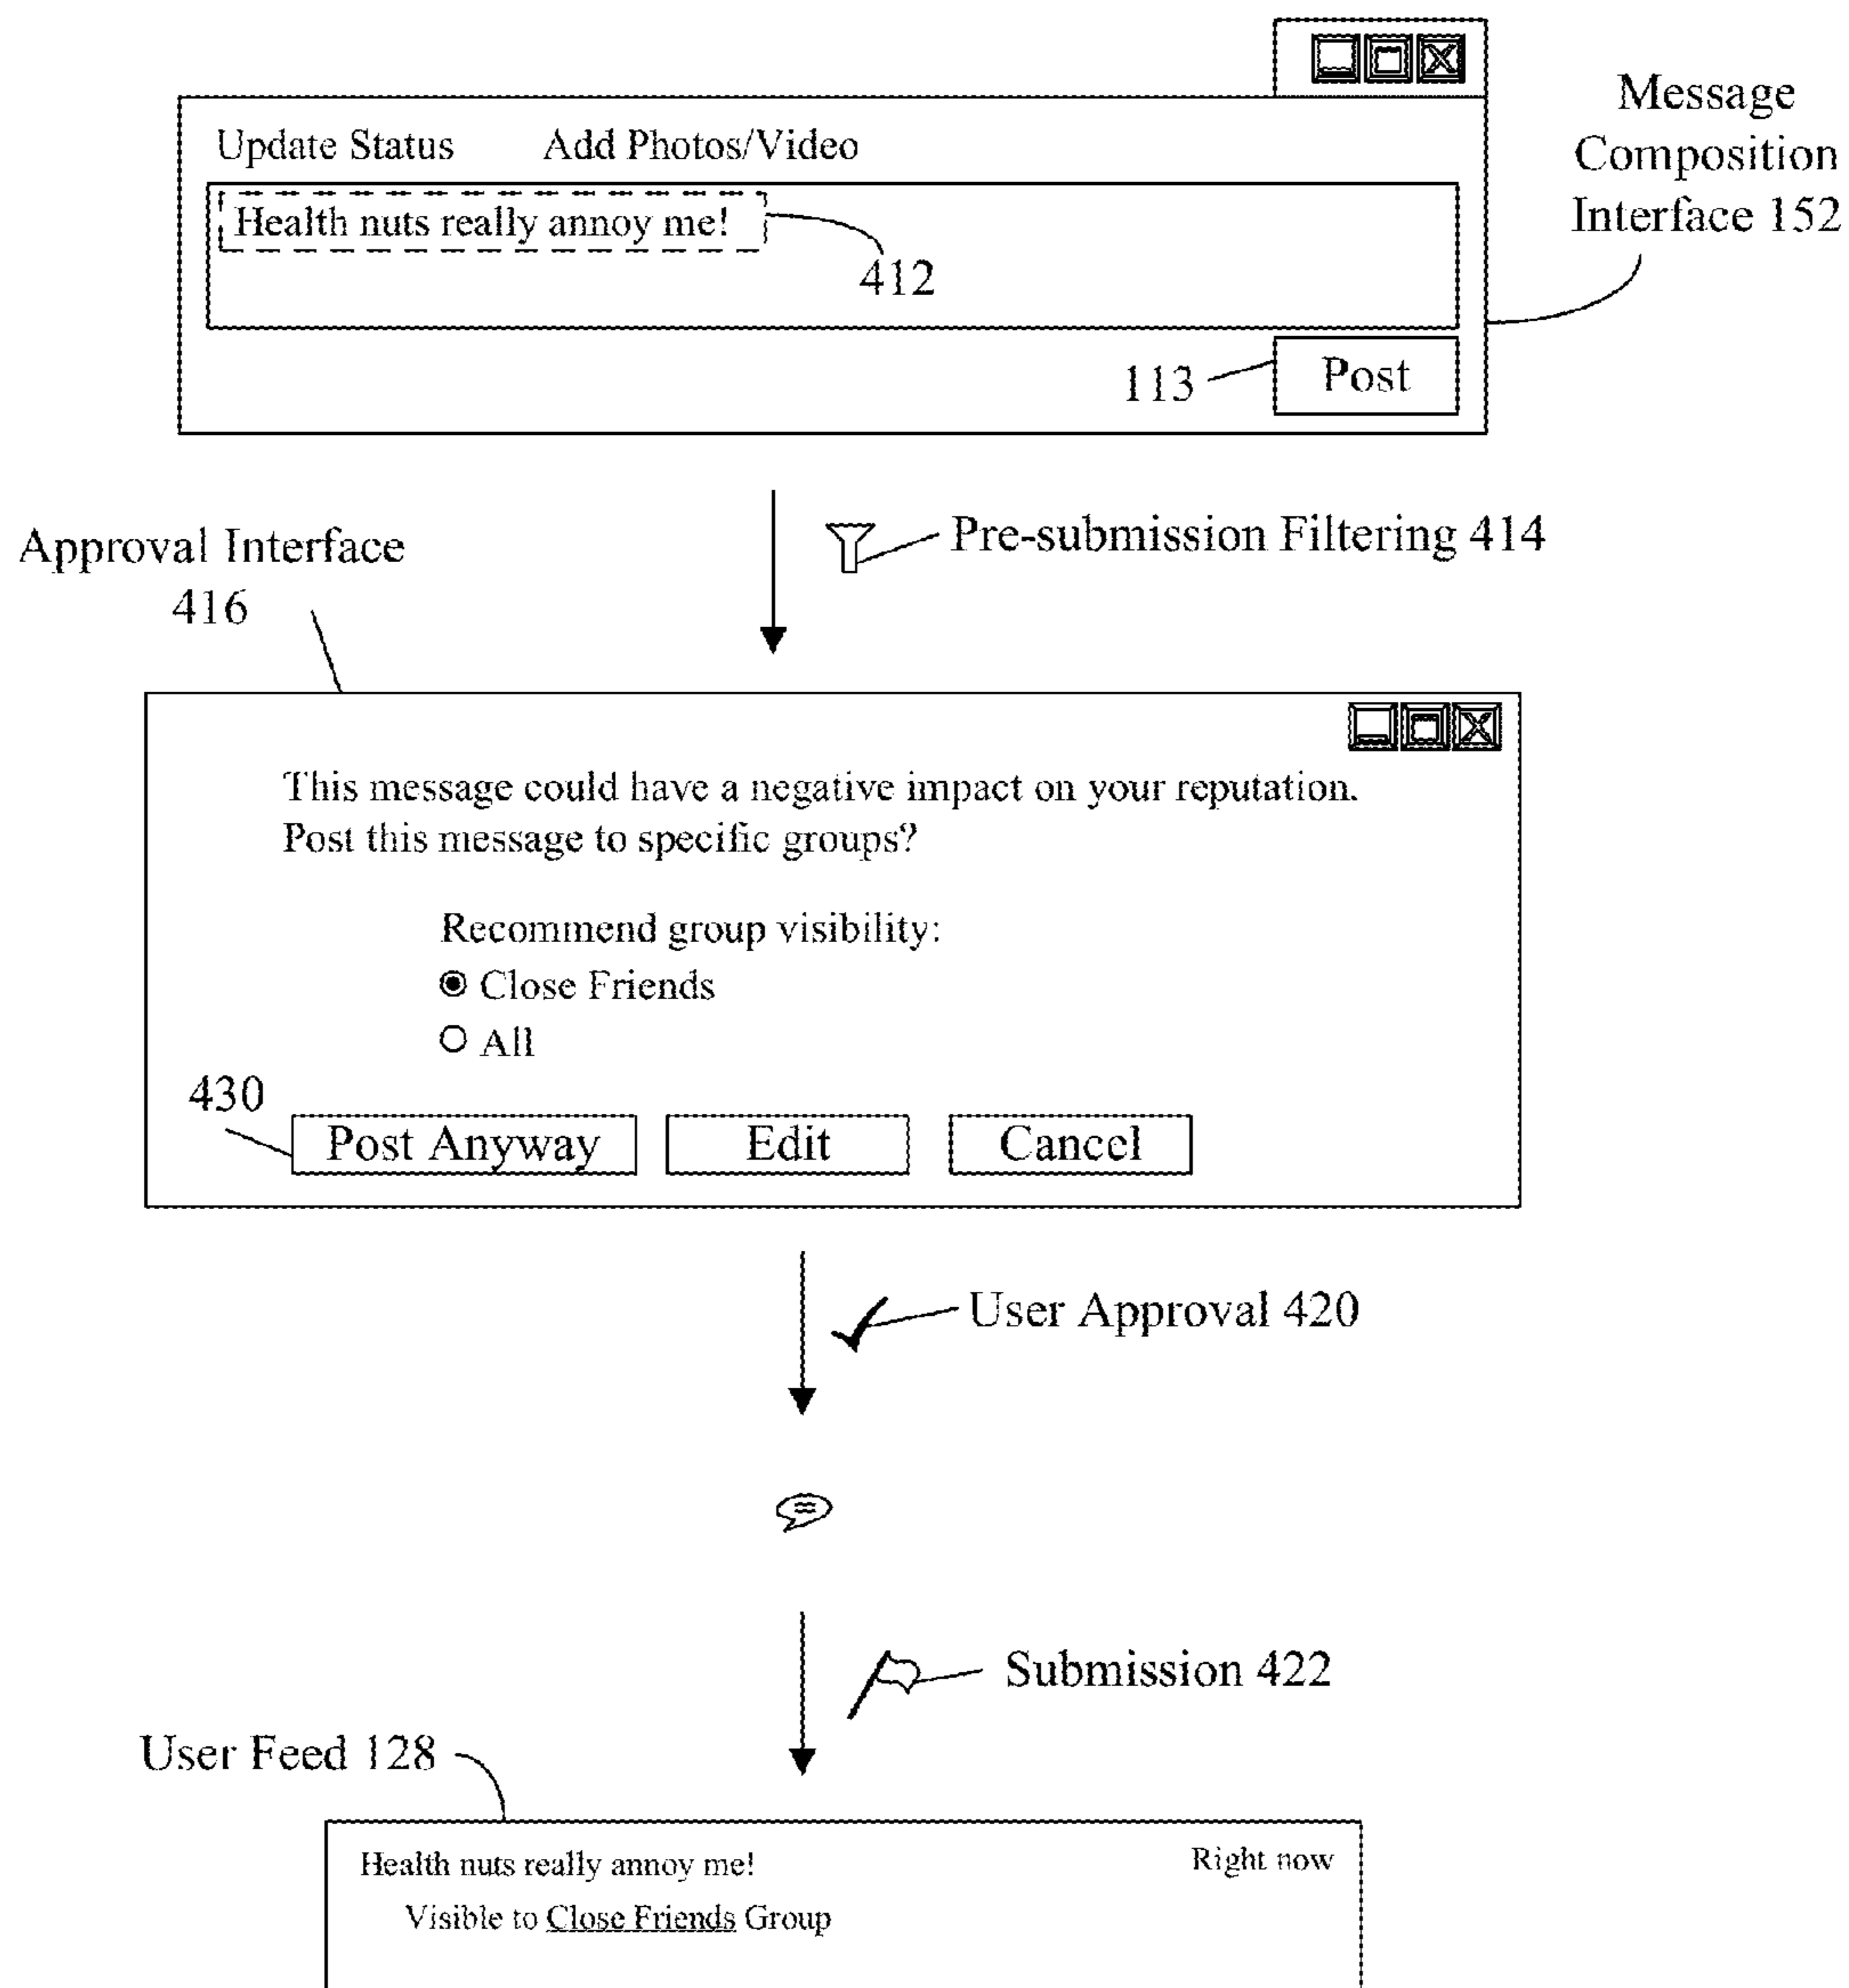 Message
Composition
Interface 152
Update Status Add Photos/Video
Health nuts really annoy me!
412
113
Post
Pre-submission Filtering 414
Approval Interface
416
This message could have a negative impact on your reputation.
Post this message to specific groups?
Recommend group visibility:
Close Friends
All
430
Post Anyway Edit Cancel
User Approval 420
Submission 422
User Feed 128
Health nuts really annoy me! Right now
Visible to Close Friends Group